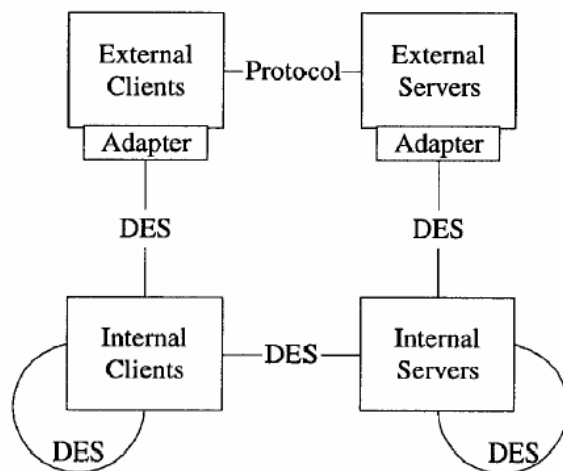 External
Clients
Protocol
External
Servers
Adapter
Adapter
DES
DES
Internal
Clients
DES
Internal
Servers
DES
DES